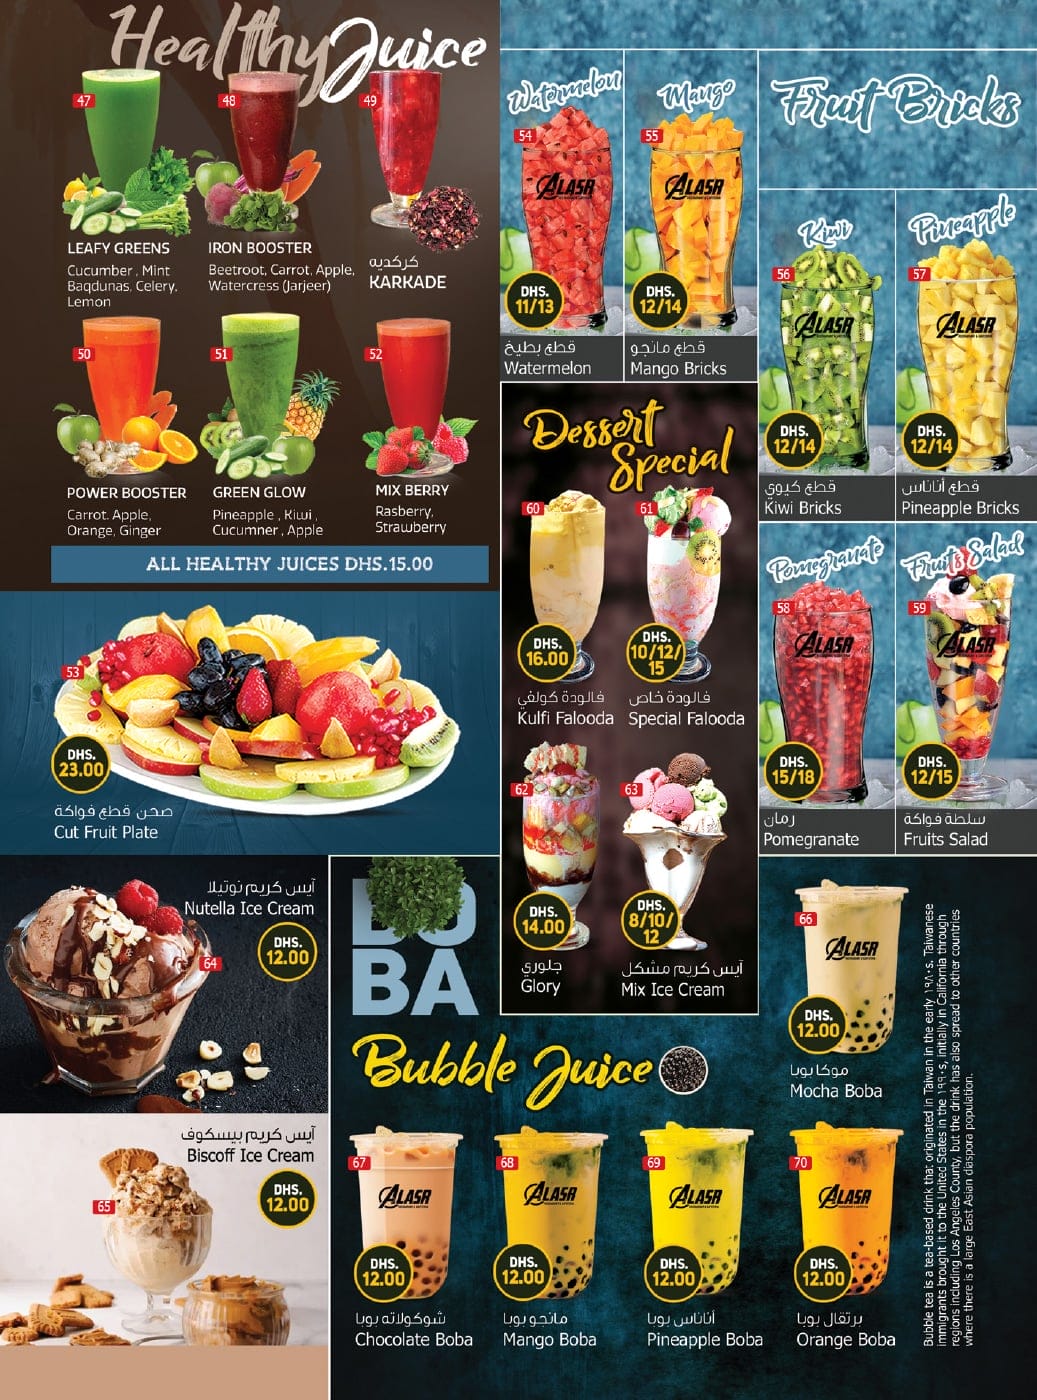 Healthy Juice
47
48
49
LEAFY GREENS
Cucumber , Mint
Baqdunas, Celery,
Lemon
IRON BOOSTER
Beetroot, Carrot, Apple,
Watercress (Jarjeer)
كركديه
KARKADE
50
51
52
POWER BOOSTER
Carrot. Apple,
Orange, Ginger
GREEN GLOW
Pineapple , Kiwi ,
Cucumner , Apple
MIX BERRY
Rasberry,
Strawberry
ALL HEALTHY JUICES DHS.15.00
53
DHS.
23.00
صحن قطع فواكة
Cut Fruit Plate
Fruit Bricks
Watermelon
54
ALASR
DHS.
11/13
قطع بطيخ
Watermelon
Mango
55
ALASR
DHS.
12/14
قطع مانجو
Mango Bricks
Kiwi
56
ALASR
DHS.
12/14
قطع كيوي
Kiwi Bricks
Pineapple
57
ALASR
DHS.
12/14
قطع أناناس
Pineapple Bricks
Pomegranate
58
ALASR
DHS.
15/18
رمان
Pomegranate
Fruits Salad
59
ALASR
DHS.
12/15
سلطة فواكة
Fruits Salad
Dessert
Special
60
DHS.
16.00
فالودة كولفي
Kulfi Falooda
61
DHS.
10/12/
15
فالودة خاص
Special Falooda
62
DHS.
14.00
جلوري
Glory
63
DHS.
8/10/
12
آيس كريم مشكل
Mix Ice Cream
آيس كريم نوتيلا
Nutella Ice Cream
DHS.
12.00
64
آيس كريم بيسكوف
Biscoff Ice Cream
DHS.
12.00
65
BO
BA
Bubble Juice
66
ALASR
DHS.
12.00
موكا بوبا
Mocha Boba
67
ALASR
DHS.
12.00
شوكولاته بوبا
Chocolate Boba
68
ALASR
DHS.
12.00
مانجو بوبا
Mango Boba
69
ALASR
DHS.
12.00
أناناس بوبا
Pineapple Boba
70
ALASR
DHS.
12.00
برتقال بوبا
Orange Boba
Bubble tea is a tea-based drink that originated in Taiwan in the early ١٩٨٠s. Taiwanese
immigrants brought it to the United States in the ١٩٩٠s, initially in California through
regions including Los Angeles County, but the drink has also spread to other countries
where there is a large East Asian diaspora population.